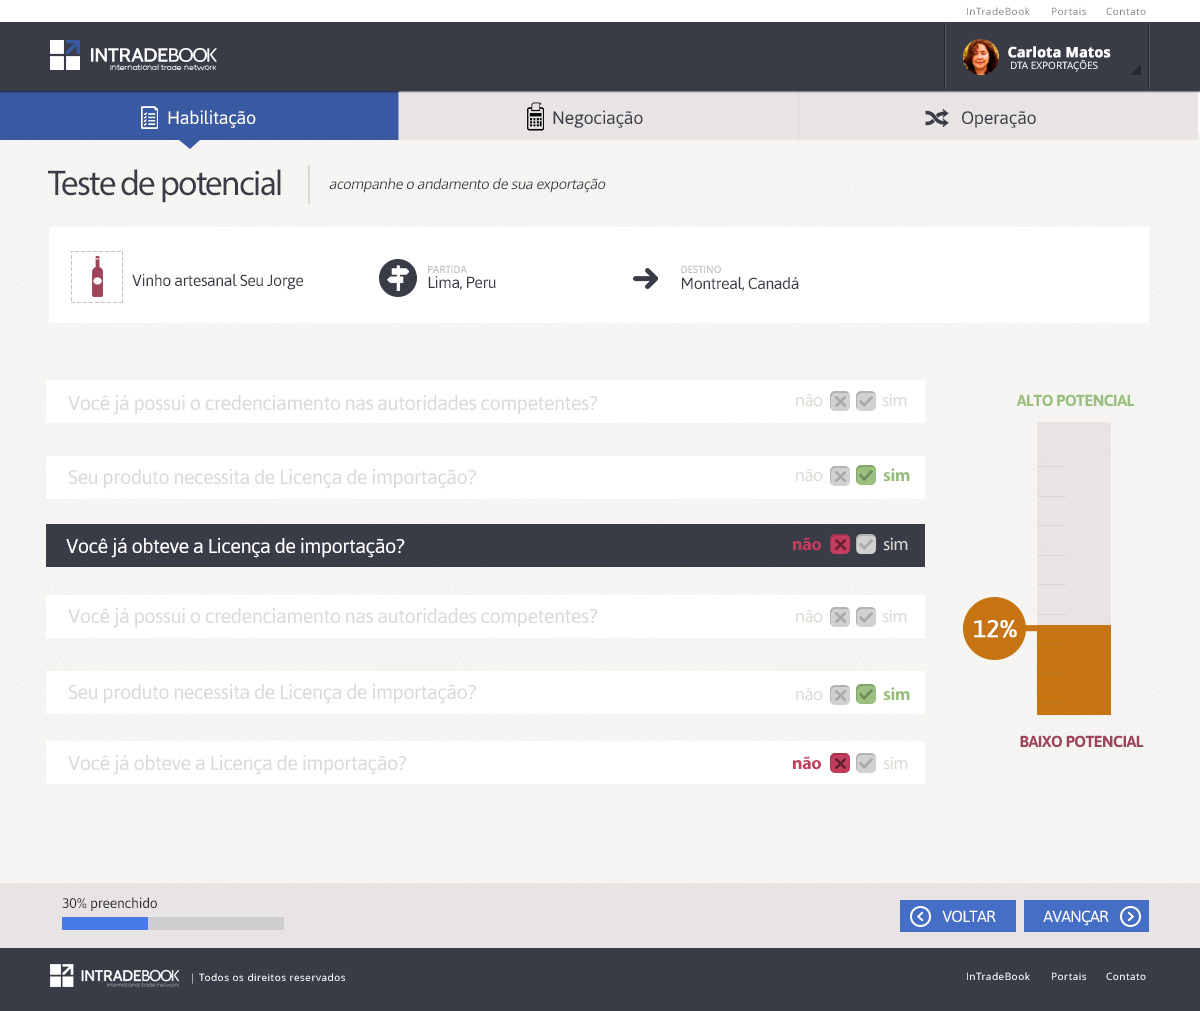 InTradeBook Portais Contato
INTRADEBOOK
international trade network
Carlota Matos
DTA EXPORTAÇÕES
Habilitação
Negociação
Operação
Teste de potencial
acompanhe o andamento de sua exportação
Vinho artesanal Seu Jorge
PARTIDA
Lima, Peru
DESTINO
Montreal, Canadá
Você já possui o credenciamento nas autoridades competentes? não sim
Seu produto necessita de Licença de importação? não sim
Você já obteve a Licença de importação? não sim
Você já possui o credenciamento nas autoridades competentes? não sim
Seu produto necessita de Licença de importação? não sim
Você já obteve a Licença de importação? não sim
ALTO POTENCIAL
12%
BAIXO POTENCIAL
30% preenchido
VOLTAR
AVANÇAR
INTRADEBOOK
international trade network
| Todos os direitos reservados
InTradeBook Portais Contato